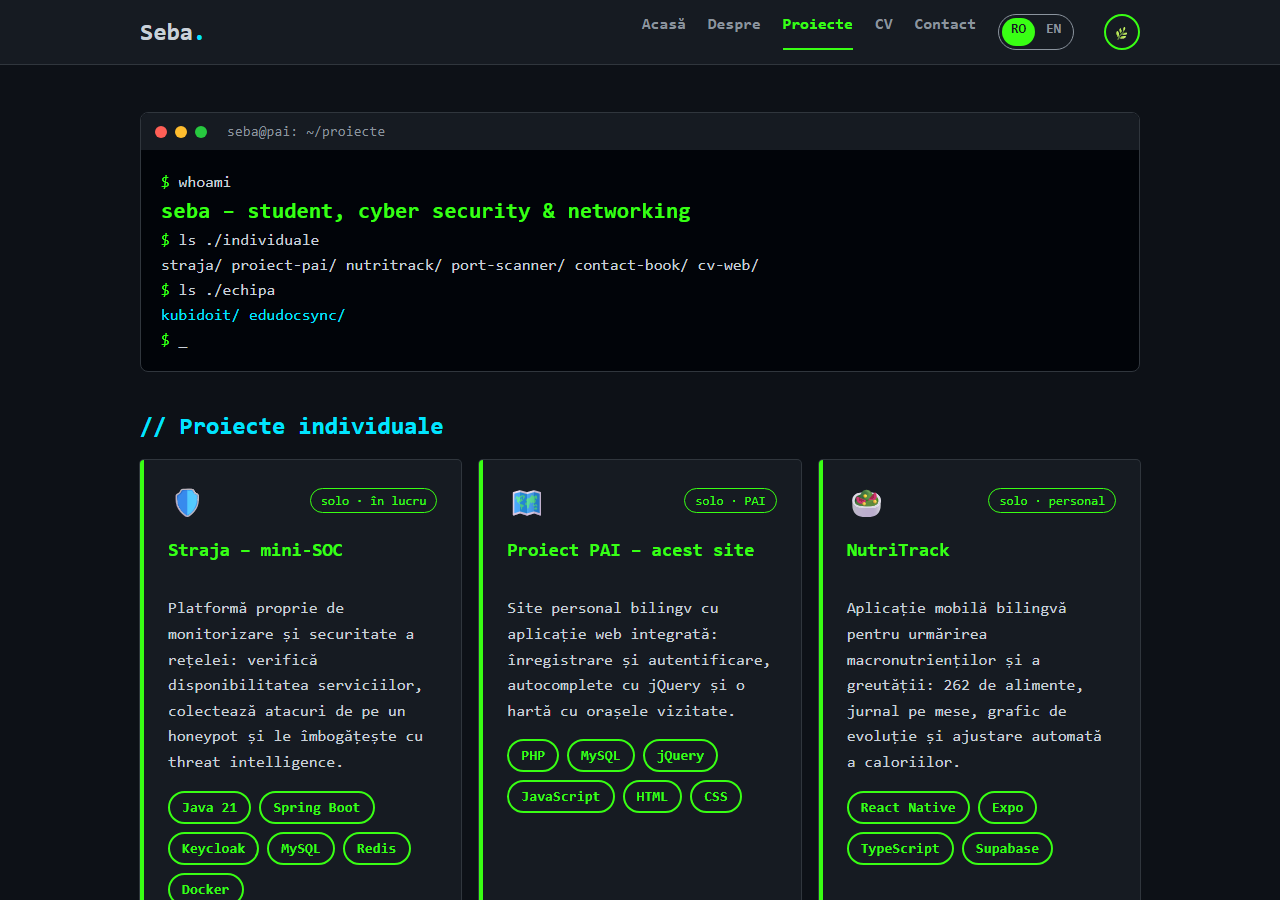 Seba.
Acasă Despre Proiecte CV Contact RO EN
seba@pai: ~/proiecte
$ whoami
seba — student, cyber security & networking
$ ls ./individuale
straja/ proiect-pai/ nutritrack/ port-scanner/ contact-book/ cv-web/
$ ls ./echipa
kubidoit/ edudocsync/
$ _
// Proiecte individuale
solo · în lucru
Straja — mini-SOC
Platformă proprie de
monitorizare și securitate a
rețelei: verifică
disponibilitatea serviciilor,
colectează atacuri de pe un
honeypot și le îmbogățește cu
threat intelligence.
Java 21 Spring Boot
Keycloak MySQL Redis
Docker
solo · PAI
Proiect PAI — acest site
Site personal bilingv cu
aplicație web integrată:
înregistrare și autentificare,
autocomplete cu jQuery și o
hartă cu orașele vizitate.
PHP MySQL jQuery
JavaScript HTML CSS
solo · personal
NutriTrack
Aplicație mobilă bilingvă
pentru urmărirea
macronutrienților și a
greutății: 262 de alimente,
jurnal pe mese, grafic de
evoluție și ajustare automată
a caloriilor.
React Native Expo
TypeScript Supabase